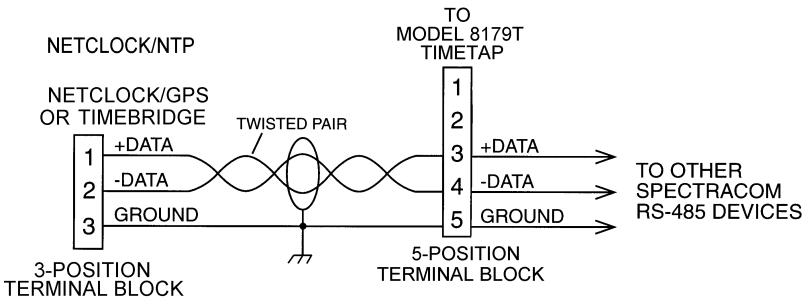 NETCLOCK/NTP
NETCLOCK/GPS
OR TIMEBRIDGE
1 +DATA
2 -DATA
3 GROUND
3-POSITION
TERMINAL BLOCK
TWISTED PAIR
TO
MODEL 8179T
TIMETAP
1
2
3 +DATA
4 -DATA
5 GROUND
5-POSITION
TERMINAL BLOCK
TO OTHER
SPECTRACOM
RS-485 DEVICES